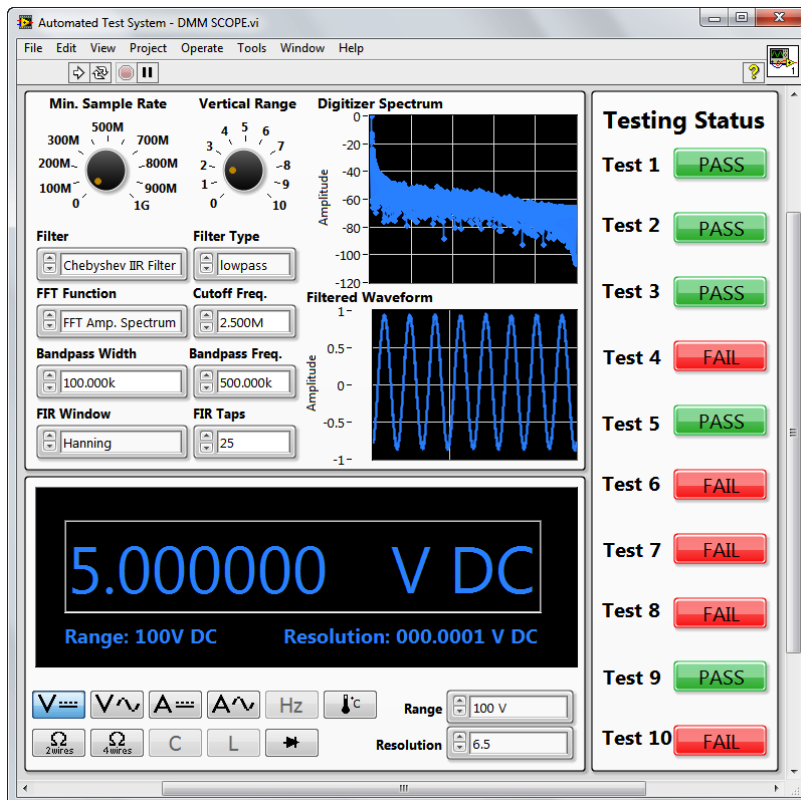 Automated Test System - DMM SCOPE.vi
File Edit View Project Operate Tools Window Help
?
1
Min. Sample Rate
0 100M 200M 300M 500M 700M 800M 900M 1G
Vertical Range
0 1 2 3 4 5 6 7 8 9 10
Filter
Chebyshev IIR Filter
Filter Type
lowpass
FFT Function
FFT Amp. Spectrum
Cutoff Freq.
2.500M
Bandpass Width
100.000k
Bandpass Freq.
500.000k
FIR Window
Hanning
FIR Taps
25
Digitizer Spectrum
Amplitude
0
-20
-40
-60
-80
-100
-120
Filtered Waveform
Amplitude
1
0.5
0
-0.5
-1
5.000000 V DC
Range: 100V DC Resolution: 000.0001 V DC
V V A A Hz °C
Ω 2wires Ω 4wires C L
Range 100 V
Resolution 6.5
Testing Status
Test 1 PASS
Test 2 PASS
Test 3 PASS
Test 4 FAIL
Test 5 PASS
Test 6 FAIL
Test 7 FAIL
Test 8 FAIL
Test 9 PASS
Test 10 FAIL